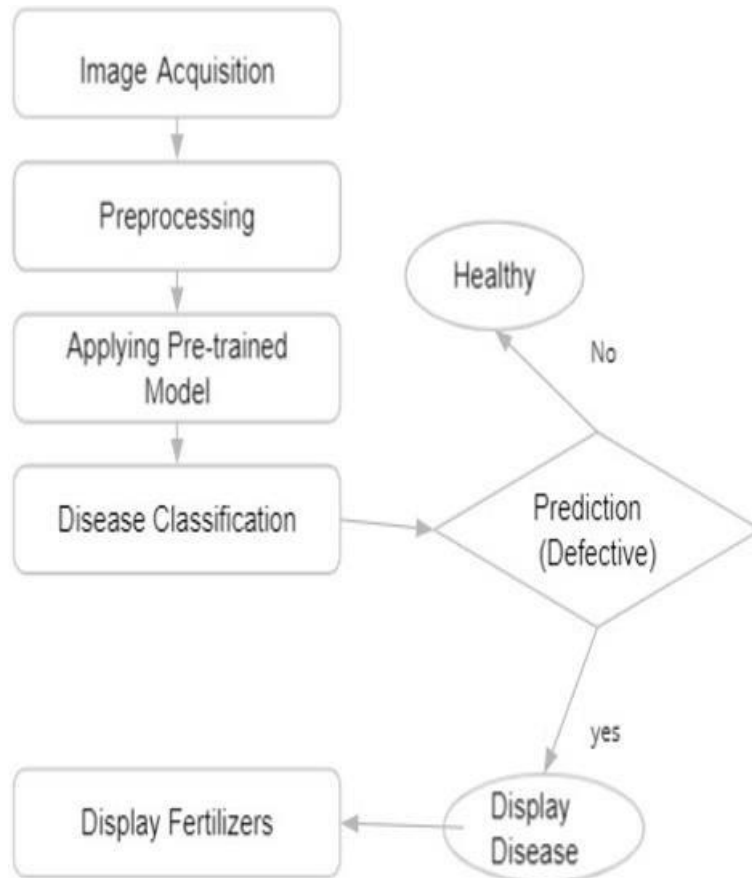 Image Acquisition
Preprocessing
Applying Pre-trained
Model
Disease Classification
Prediction
(Defective)
No
Healthy
yes
Display
Disease
Display Fertilizers